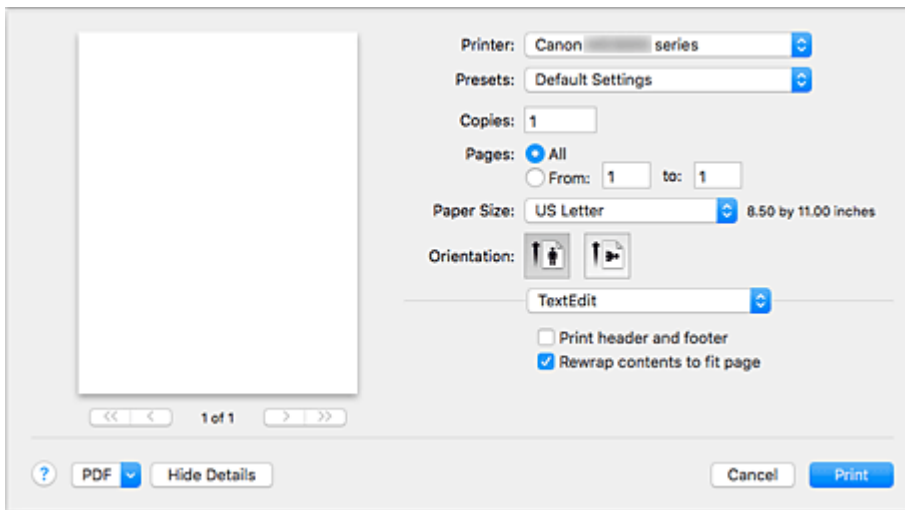 Printer: Canon series
Presets: Default Settings
Copies: 1
Pages: All
From: 1 to: 1
Paper Size: US Letter 8.50 by 11.00 inches
Orientation:
TextEdit
Print header and footer
Rewrap contents to fit page
<< < 1 of 1 > >>
? PDF Hide Details Cancel Print